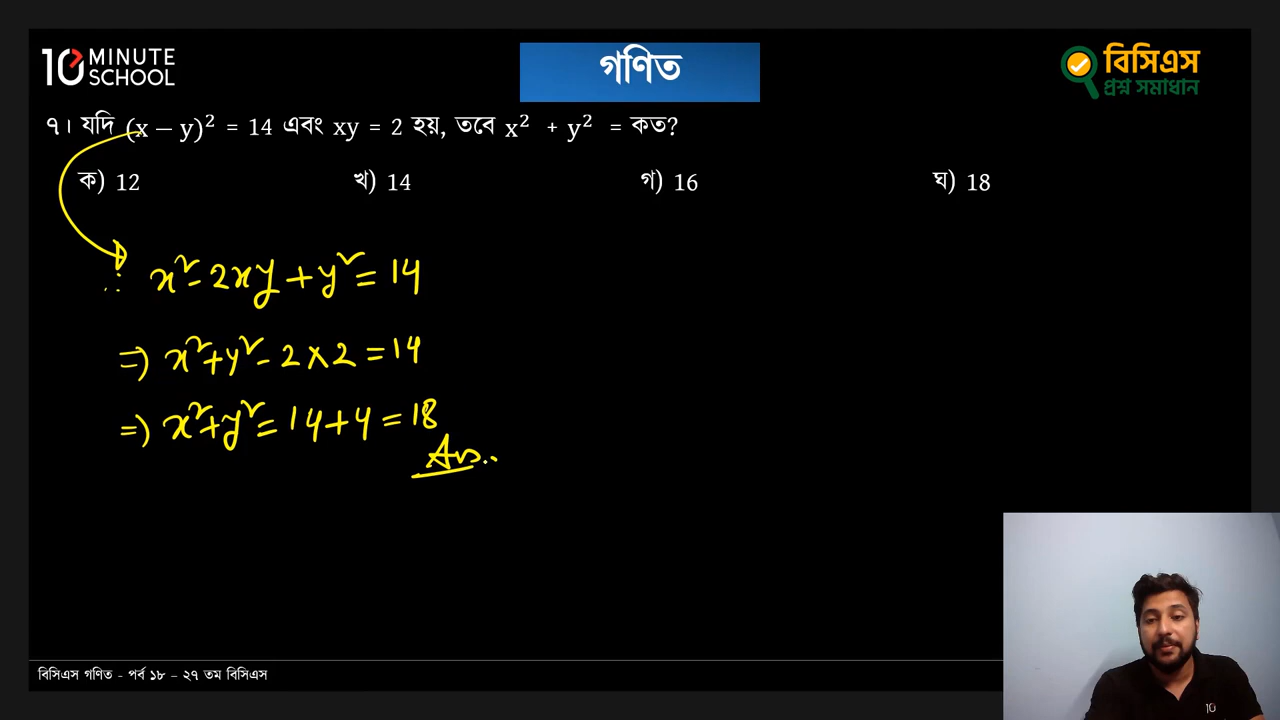 10 MINUTE SCHOOL
গণিত
বিসিএস
প্রশ্ন সমাধান
৭। যদি (x – y)² = 14 এবং xy = 2 হয়, তবে x² + y² = কত?
ক) 12 খ) 14 গ) 16 ঘ) 18
∴ x² - 2xy + y² = 14
=> x² + y² - 2 × 2 = 14
=> x² + y² = 14 + 4 = 18
Ans.
বিসিএস গণিত - পর্ব ১৮ – ২৭ তম বিসিএস
10